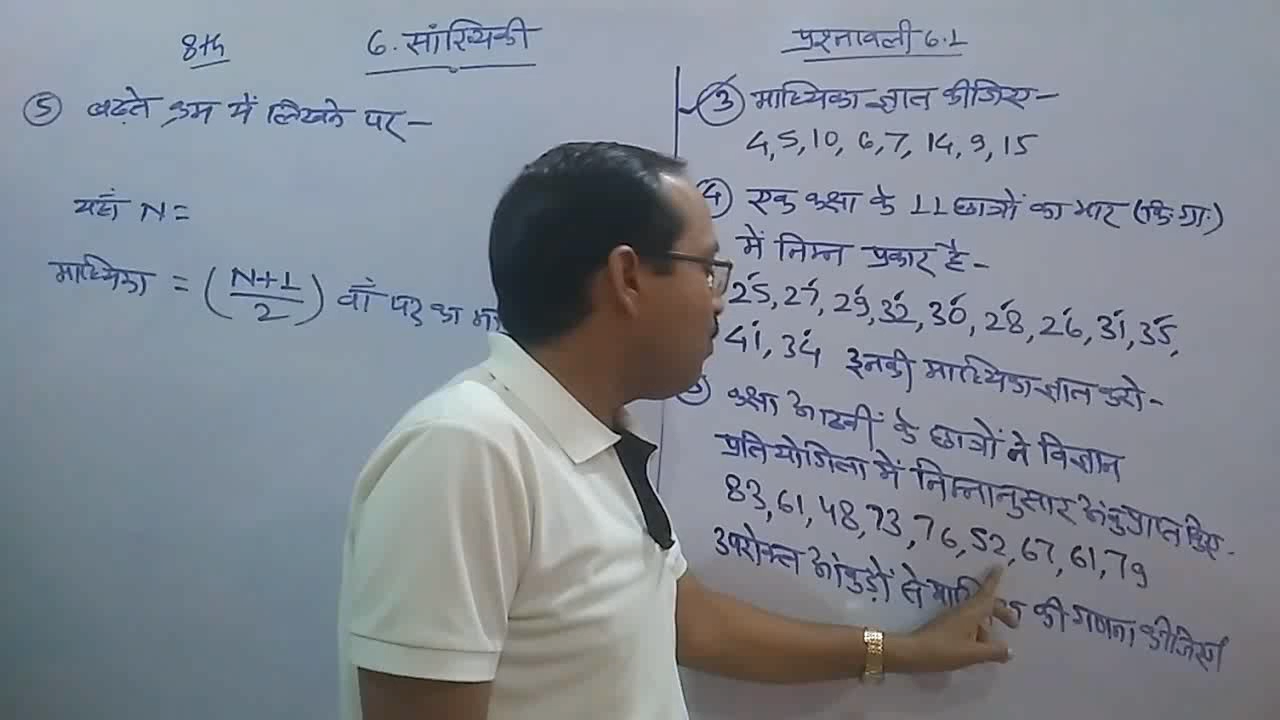 8th
6. सांख्यिकी
प्रश्नावली 6.1
⑤ बढ़ते क्रम में लिखने पर –
यहाँ N =
माध्यिका = (N+1/2) वाँ पद का
③ माध्यिका ज्ञात कीजिए –
4, 5, 10, 6, 7, 14, 9, 15
④ एक कक्षा के 11 छात्रों का भार (कि.ग्रा.)
में निम्न प्रकार है –
25, 27, 29, 32, 30, 28, 26, 31, 35,
41, 34 इनकी माध्यिका ज्ञात करो –
कक्षा आठवीं के छात्रों ने विज्ञान
प्रतियोगिता में निम्नानुसार अंक प्राप्त किए –
83, 61, 48, 73, 76, 52, 67, 61, 79
उपरोक्त आंकड़ों से की गणना कीजिए